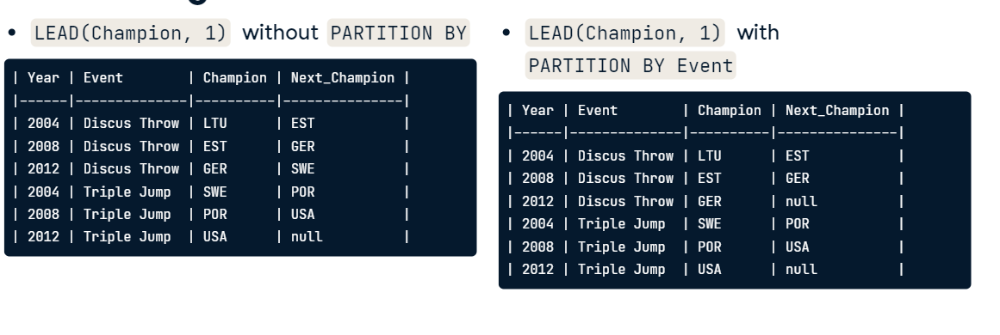 • LEAD(Champion, 1) without PARTITION BY
| Year | Event        | Champion | Next_Champion |
|------|--------------|----------|---------------|
| 2004 | Discus Throw | LTU      | EST           |
| 2008 | Discus Throw | EST      | GER           |
| 2012 | Discus Throw | GER      | SWE           |
| 2004 | Triple Jump  | SWE      | POR           |
| 2008 | Triple Jump  | POR      | USA           |
| 2012 | Triple Jump  | USA      | null          |
• LEAD(Champion, 1) with
PARTITION BY Event
| Year | Event        | Champion | Next_Champion |
|------|--------------|----------|---------------|
| 2004 | Discus Throw | LTU      | EST           |
| 2008 | Discus Throw | EST      | GER           |
| 2012 | Discus Throw | GER      | null          |
| 2004 | Triple Jump  | SWE      | POR           |
| 2008 | Triple Jump  | POR      | USA           |
| 2012 | Triple Jump  | USA      | null          |